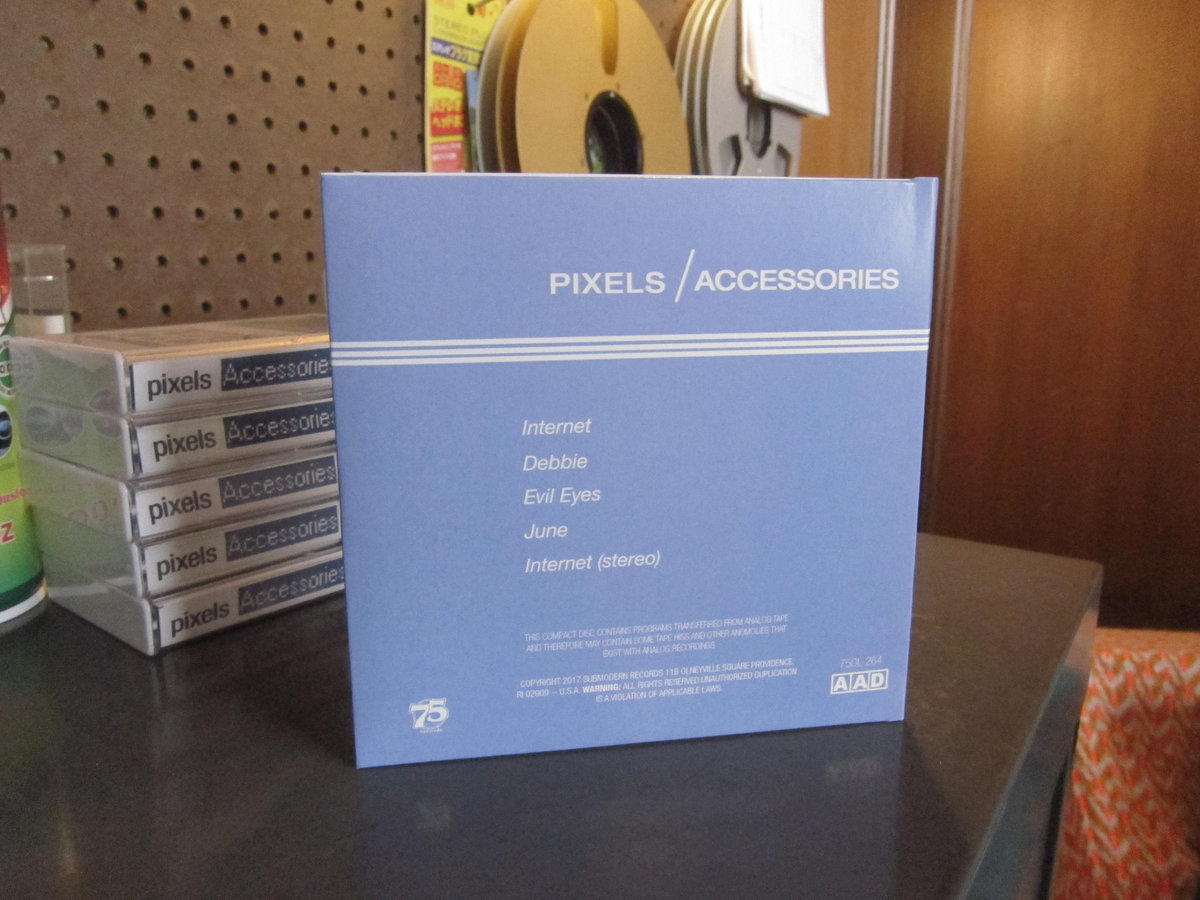 STEREO
PIXELS / ACCESSORIES
Internet
Debbie
Evil Eyes
June
Internet (stereo)
THIS COMPACT DISC CONTAINS PROGRAMS TRANSFERRED FROM ANALOG TAPE
AND THEREFORE MAY CONTAIN SOME TAPE HISS AND OTHER ANOMOLIES THAT
EXIST WITH ANALOG RECORDINGS
COPYRIGHT 2017 SUBMODERN RECORDS 11B OLNEYVILLE SQUARE PROVIDENCE,
RI 02909 -- U.S.A. WARNING: ALL RIGHTS RESERVED.UNAUTHORIZED DUPLICATION
IS A VIOLATION OF APPLICABLE LAWS.
75OL 264
AAD
75
pixels Accessorie
pixels Accessories
pixels Accessories
pixels Accessories
pixels Accessories